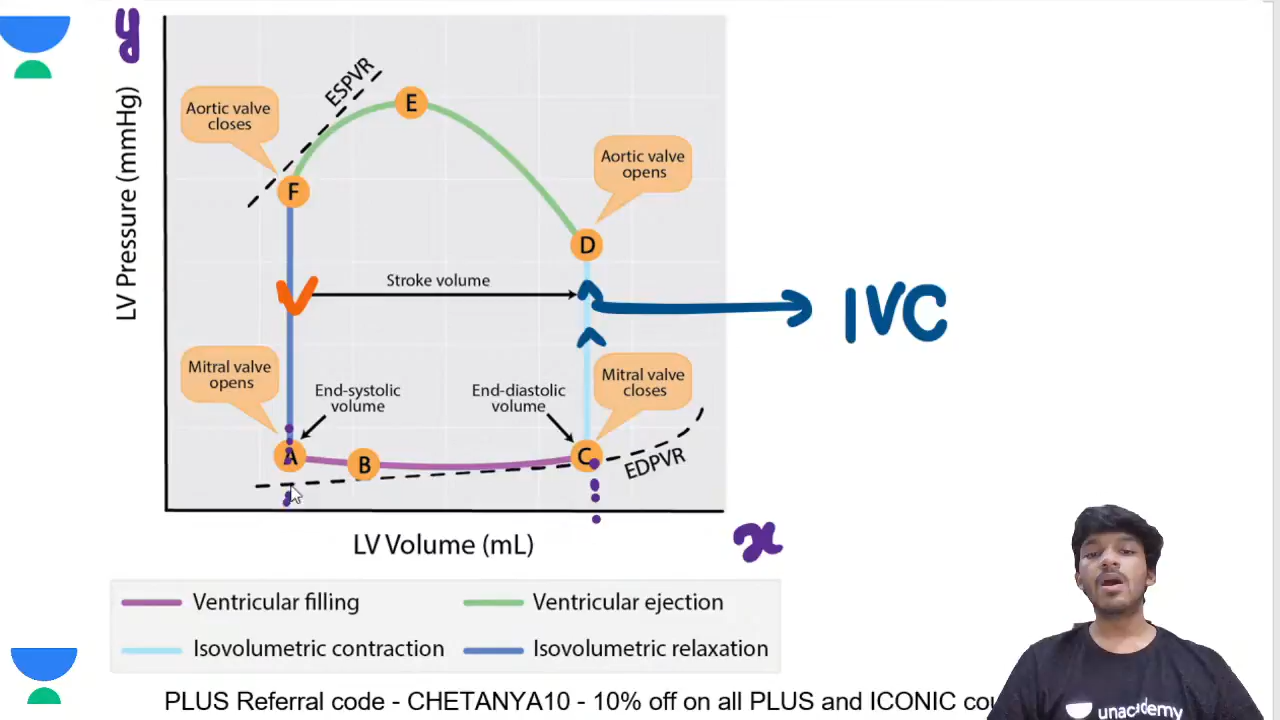 y
ESPVR
Aortic valve
closes
E
Aortic valve
opens
F
D
LV Pressure (mmHg)
Stroke volume
IVC
Mitral valve
opens
End-systolic
volume
End-diastolic
volume
Mitral valve
closes
A
B
C
EDPVR
LV Volume (mL)
x
Ventricular filling
Ventricular ejection
Isovolumetric contraction
Isovolumetric relaxation
PLUS Referral code - CHETANYA10 - 10% off on all PLUS and ICONIC cou
unacademy